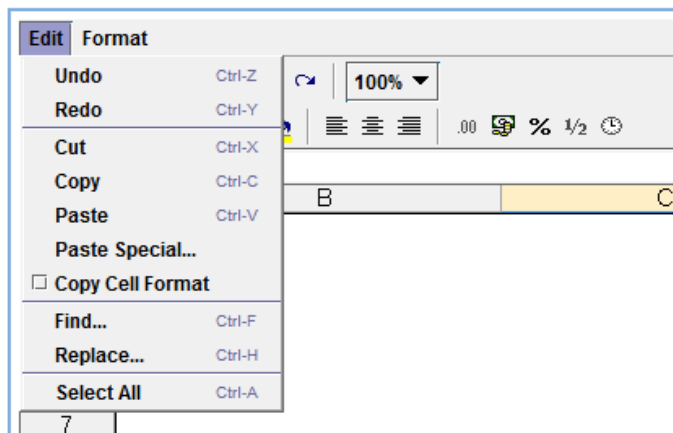 Edit Format
Undo Ctrl-Z
Redo Ctrl-Y
100%
.00 % 1/2
Cut Ctrl-X
Copy Ctrl-C
B C
Paste Ctrl-V
Paste Special...
Copy Cell Format
Find... Ctrl-F
Replace... Ctrl-H
Select All Ctrl-A
7